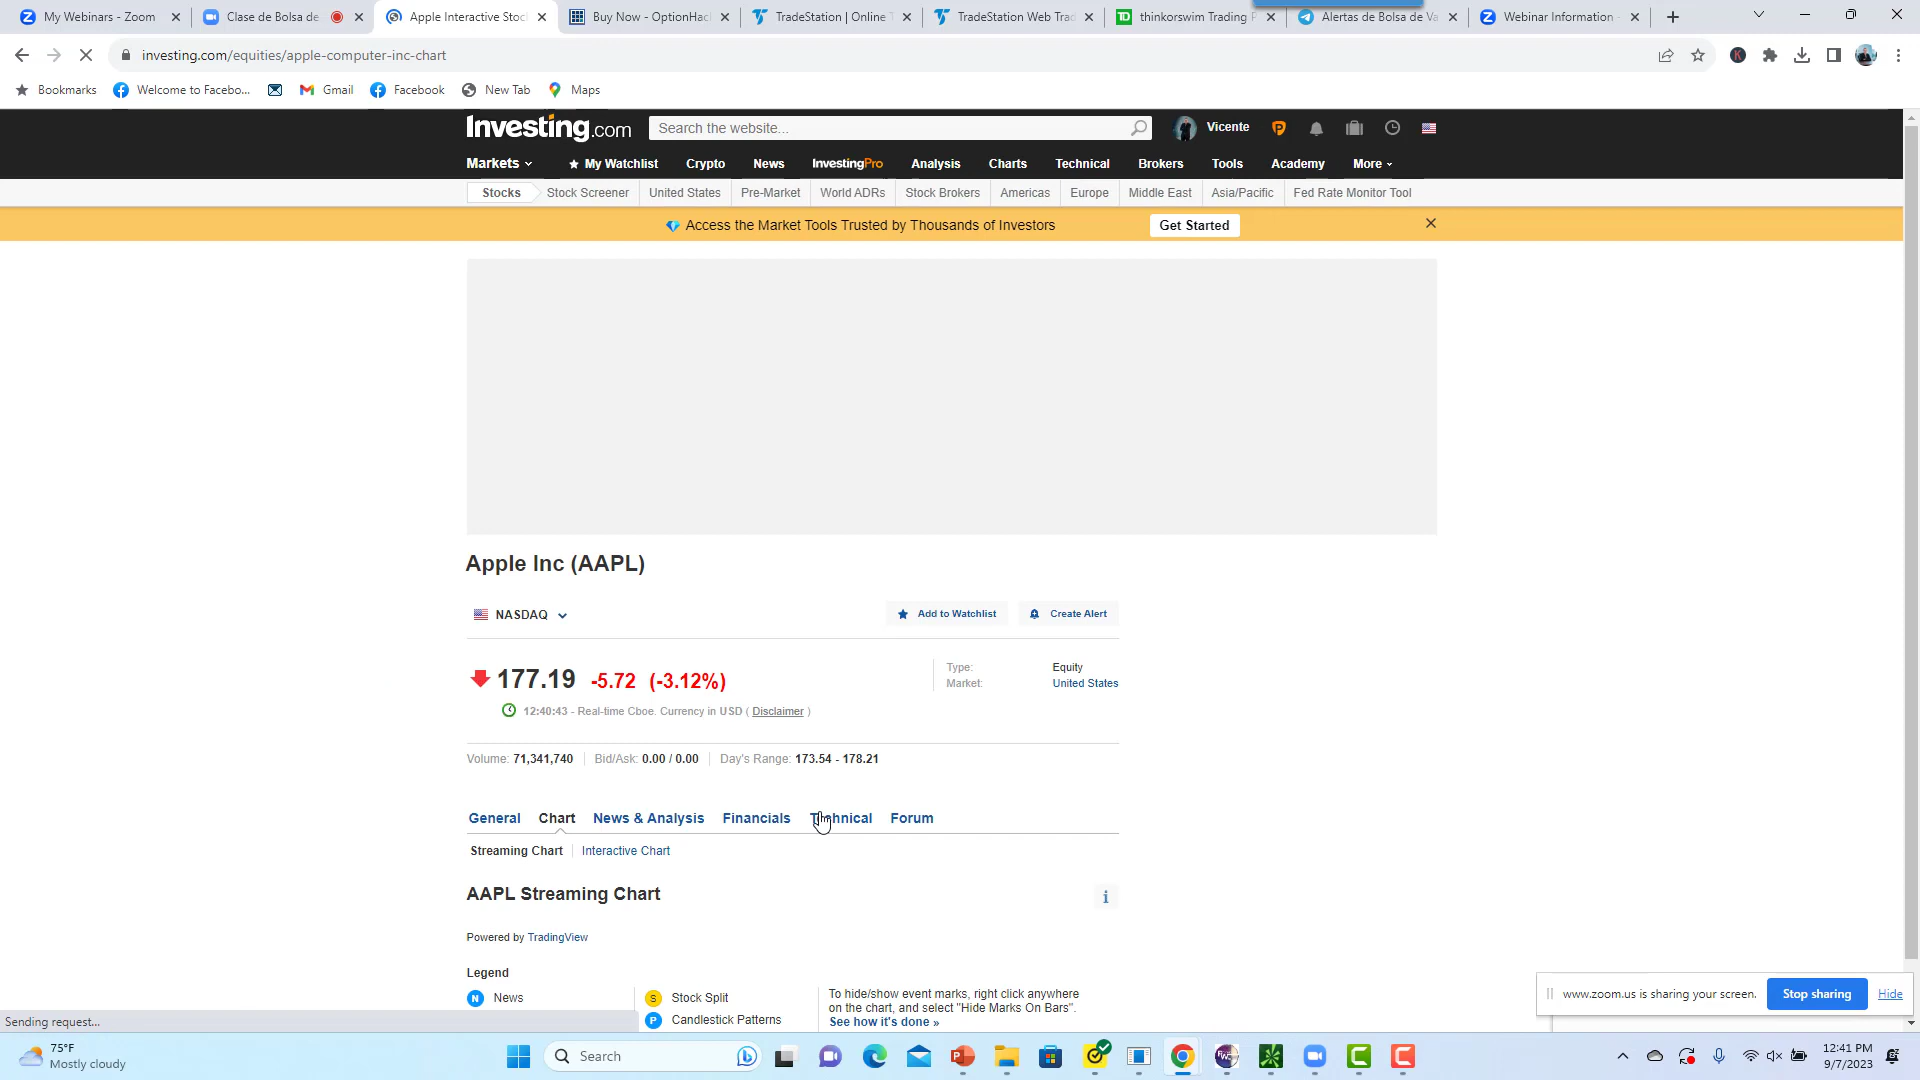 My Webinars - Zoom
Clase de Bolsa de
Apple Interactive Stoc
Buy Now - OptionHac
TradeStation | Online T
TradeStation Web Trad
thinkorswim Trading P
Alertas de Bolsa de Va
Webinar Information -
investing.com/equities/apple-computer-inc-chart
Bookmarks Welcome to Facebo... Gmail Facebook New Tab Maps
Investing.com Search the website... Vicente
Markets My Watchlist Crypto News InvestingPro Analysis Charts Technical Brokers Tools Academy More
Stocks Stock Screener United States Pre-Market World ADRs Stock Brokers Americas Europe Middle East Asia/Pacific Fed Rate Monitor Tool
Access the Market Tools Trusted by Thousands of Investors Get Started
Apple Inc (AAPL)
NASDAQ Add to Watchlist Create Alert
177.19 -5.72 (-3.12%)
Type: Equity
Market: United States
12:40:43 - Real-time Cboe. Currency in USD ( Disclaimer )
Volume: 71,341,740 Bid/Ask: 0.00 / 0.00 Day's Range: 173.54 - 178.21
General Chart News & Analysis Financials Technical Forum
Streaming Chart Interactive Chart
AAPL Streaming Chart
Powered by TradingView
Legend
News
Stock Split
Candlestick Patterns
To hide/show event marks, right click anywhere
on the chart, and select "Hide Marks On Bars".
See how it's done »
www.zoom.us is sharing your screen. Stop sharing Hide
Sending request...
75°F
Mostly cloudy
Search
12:41 PM
9/7/2023